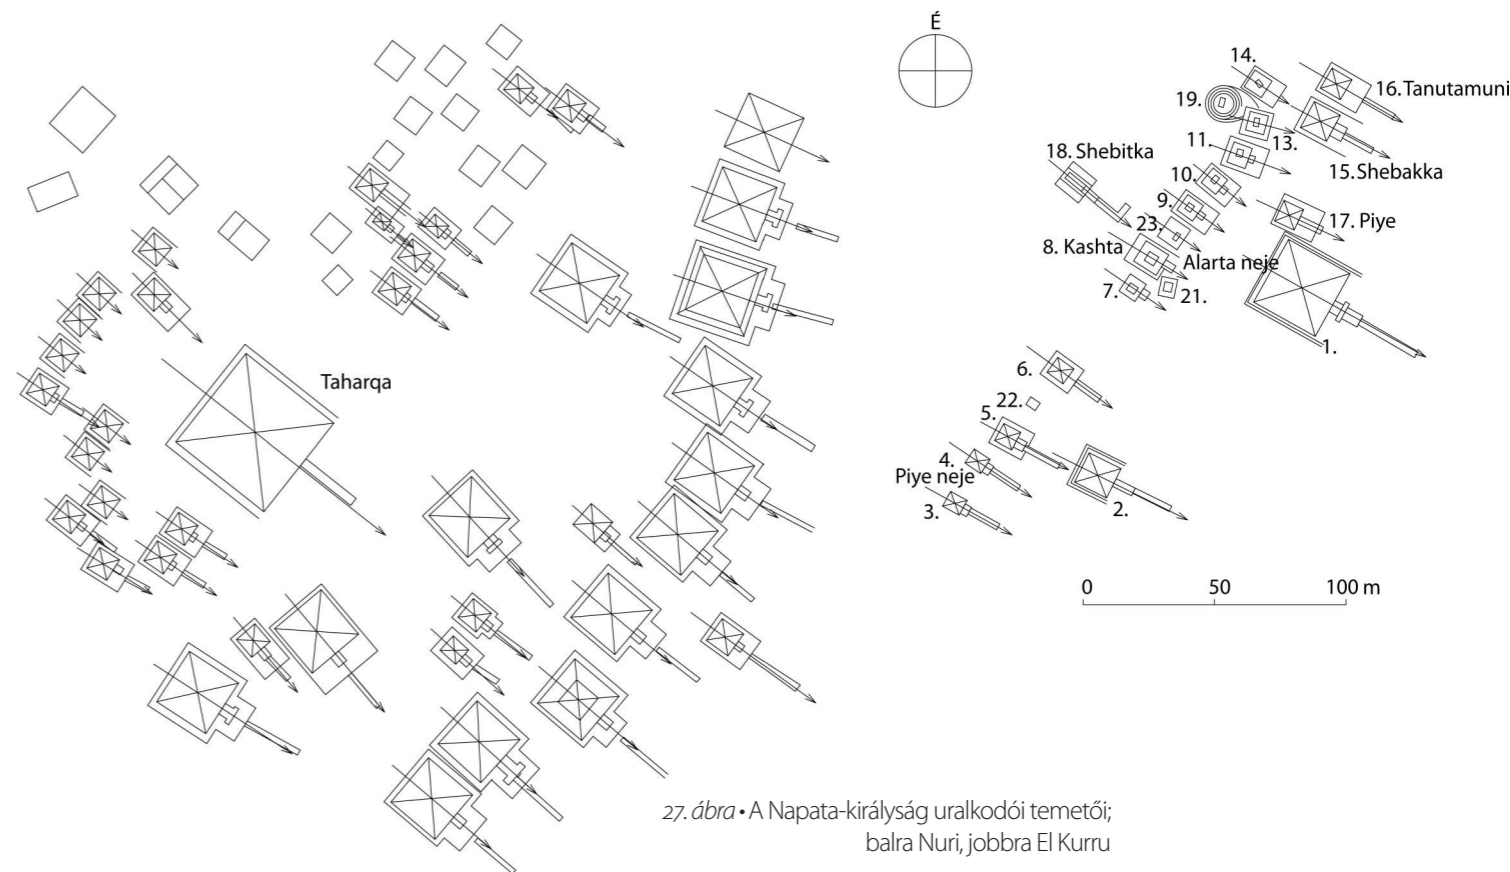 É
14.
16. Tanutamuni
19.
13.
11.
15. Shebakka
18. Shebitka
10.
9.
17. Piye
23.
8. Kashta
Alarta neje
7.
21.
1.
Taharqa
6.
22.
5.
4.
Piye neje
3.
2.
0 50 100 m
27. ábra • A Napata-királyság uralkodói temetői;
balra Nuri, jobbra El Kurru